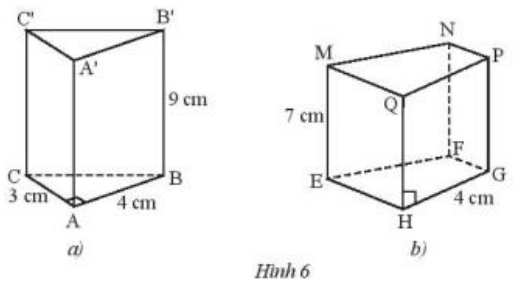 C' B'
A'
9 cm
C B
3 cm 4 cm
A
a)
N
M P
Q
7 cm
F
E G
4 cm
H
b)
Hình 6